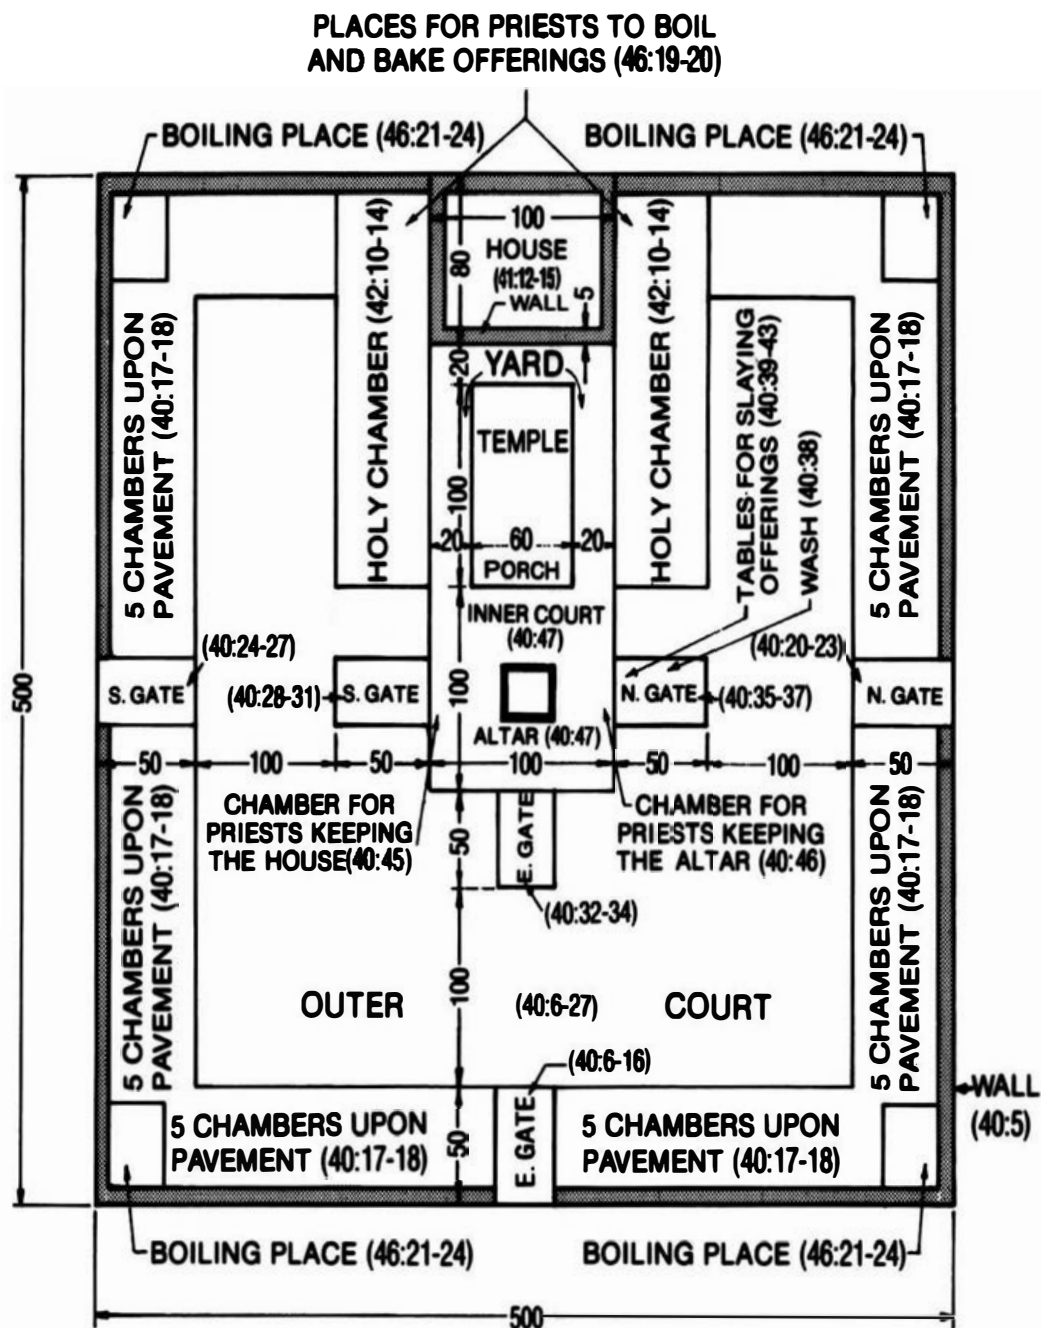 PLACES FOR PRIESTS TO BOIL
AND BAKE OFFERINGS (46:19-20)
BOILING PLACE (46:21-24)
BOILING PLACE (46:21-24)
100
HOUSE
(41:12-15)
WALL
5
80
20
YARD
TEMPLE
100
20
60
20
PORCH
HOLY CHAMBER (42:10-14)
HOLY CHAMBER (42:10-14)
5 CHAMBERS UPON
PAVEMENT (40:17-18)
TABLES FOR SLAYING
OFFERINGS (40:39-43)
WASH (40:38)
5 CHAMBERS UPON
PAVEMENT (40:17-18)
INNER COURT
(40:47)
(40:24-27)
(40:20-23)
500
S. GATE
(40:28-31)
S. GATE
100
N. GATE
(40:35-37)
N. GATE
ALTAR (40:47)
50
100
50
100
50
100
50
CHAMBER FOR
PRIESTS KEEPING
THE HOUSE(40:45)
50
E. GATE
CHAMBER FOR
PRIESTS KEEPING
THE ALTAR (40:46)
(40:32-34)
5 CHAMBERS UPON
PAVEMENT (40:17-18)
5 CHAMBERS UPON
PAVEMENT (40:17-18)
100
OUTER
(40:6-27)
COURT
(40:6-16)
WALL
(40:5)
5 CHAMBERS UPON
PAVEMENT (40:17-18)
50
E. GATE
5 CHAMBERS UPON
PAVEMENT (40:17-18)
BOILING PLACE (46:21-24)
BOILING PLACE (46:21-24)
500